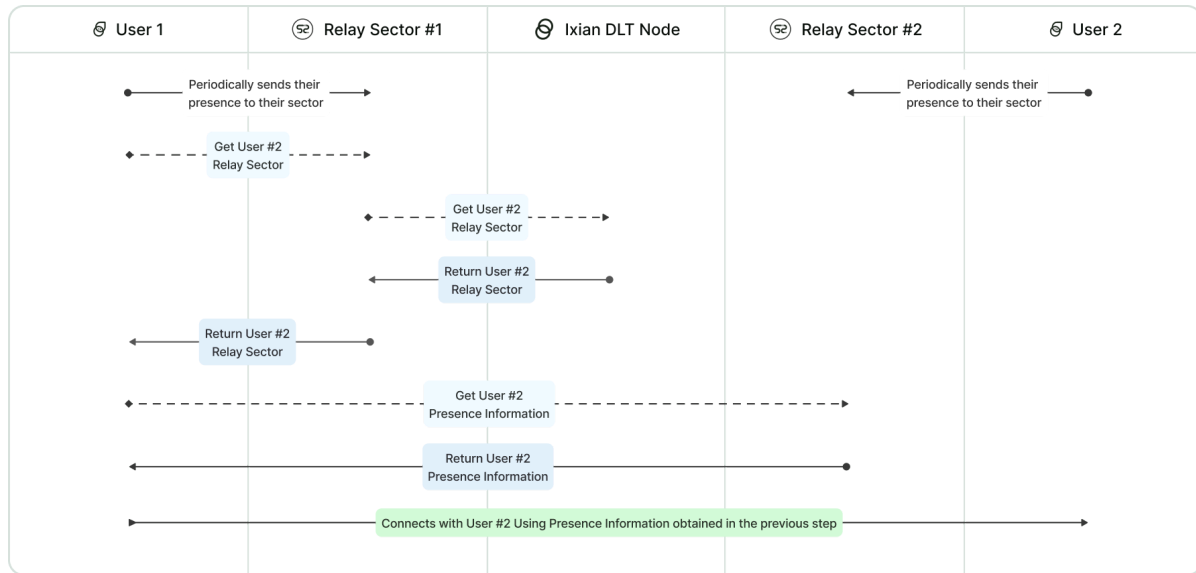 User 1
Relay Sector #1
Ixian DLT Node
Relay Sector #2
User 2
Periodically sends their
presence to their sector
Periodically sends their
presence to their sector
Get User #2
Relay Sector
Get User #2
Relay Sector
Return User #2
Relay Sector
Return User #2
Relay Sector
Get User #2
Presence Information
Return User #2
Presence Information
Connects with User #2 Using Presence Information obtained in the previous step